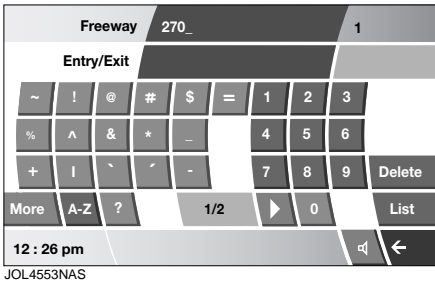 Freeway 270_ 1
Entry/Exit
~ ! @ # $ = 1 2 3
% ^ & * _ 4 5 6
+ | ` ´ - 7 8 9 Delete
More A-Z ? 1/2 0 List
12 : 26 pm
JOL4553NAS